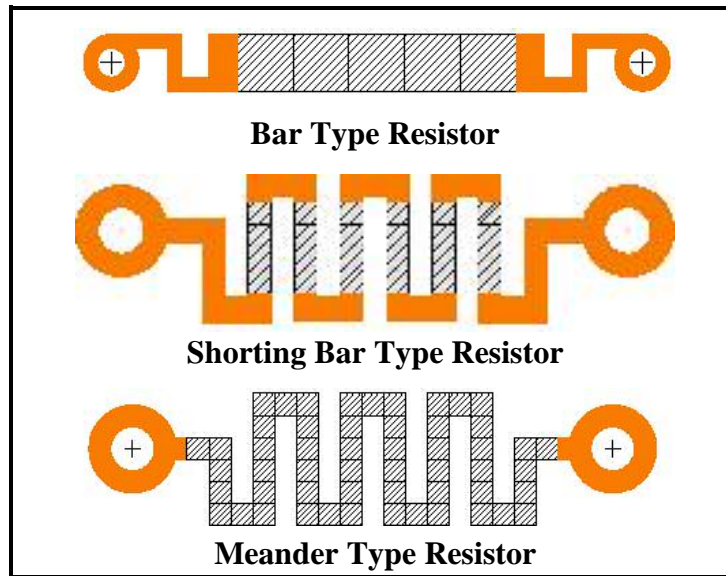 Bar Type Resistor
Shorting Bar Type Resistor
Meander Type Resistor